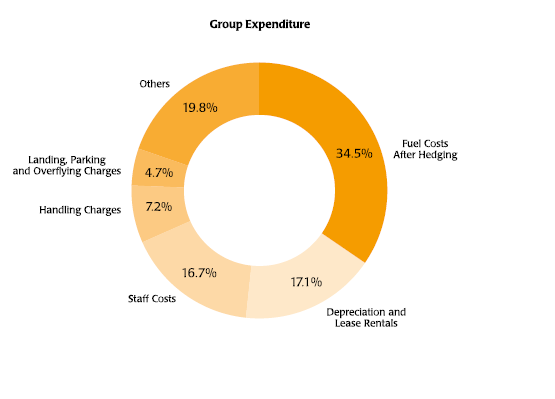 Group Expenditure
Others
19.8%
34.5%
Fuel Costs
After Hedging
Landing, Parking
and Overflying Charges
4.7%
Handling Charges
7.2%
16.7%
Staff Costs
17.1%
Depreciation and
Lease Rentals